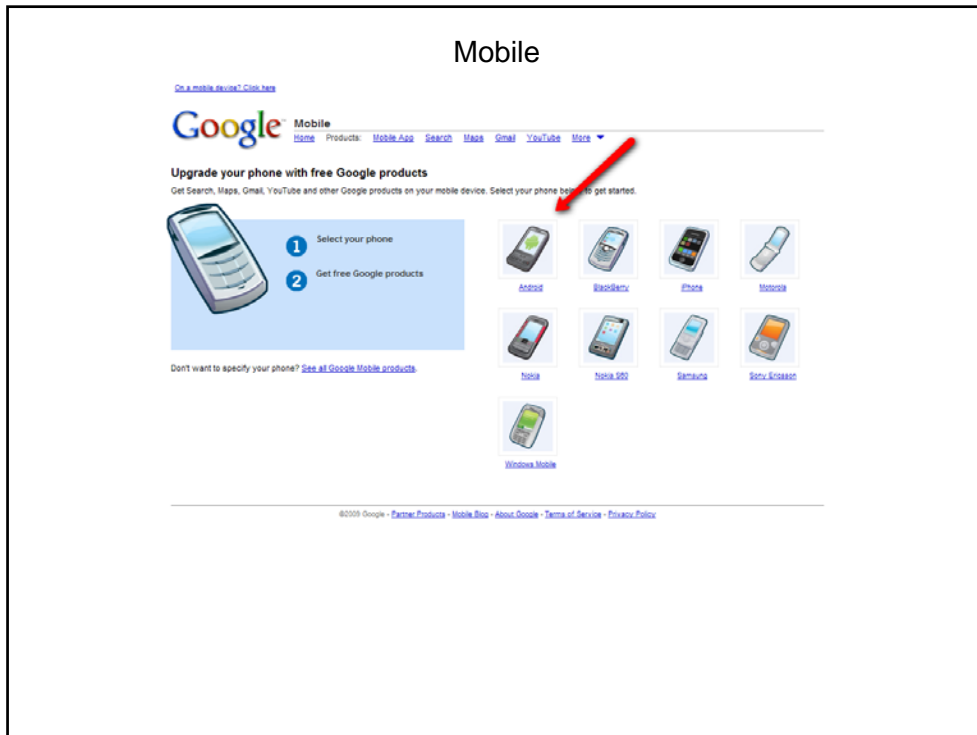 Mobile
On a mobile device? Click here
Google™ Mobile
Home Products: Mobile App Search Maps Gmail YouTube More
Upgrade your phone with free Google products
Get Search, Maps, Gmail, YouTube and other Google products on your mobile device. Select your phone below to get started.
1 Select your phone
2 Get free Google products
Android BlackBerry iPhone Motorola
Nokia Nokia S60 Samsung Sony Ericsson
Don't want to specify your phone? See all Google Mobile products.
Windows Mobile
©2009 Google - Partner Products - Mobile Blog - About Google - Terms of Service - Privacy Policy